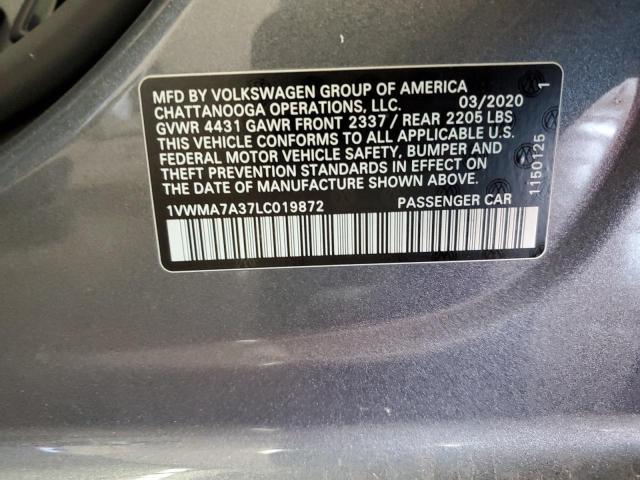 MFD BY VOLKSWAGEN GROUP OF AMERICA
CHATTANOOGA OPERATIONS, LLC. 03/2020
GVWR 4431 GAWR FRONT 2337 / REAR 2205 LBS
THIS VEHICLE CONFORMS TO ALL APPLICABLE U.S.
FEDERAL MOTOR VEHICLE SAFETY, BUMPER AND
THEFT PREVENTION STANDARDS IN EFFECT ON
THE DATE OF MANUFACTURE SHOWN ABOVE.
1VWMA7A37LC019872 PASSENGER CAR
1150125 1